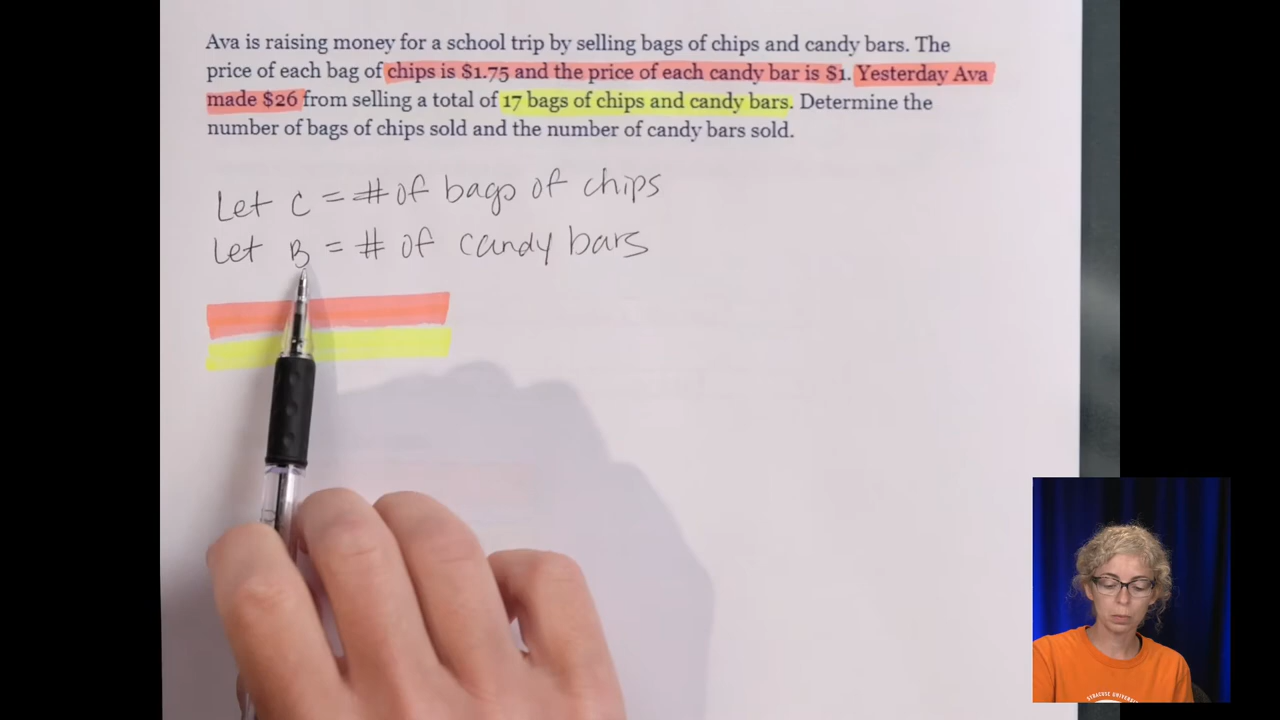 Ava is raising money for a school trip by selling bags of chips and candy bars. The
price of each bag of chips is $1.75 and the price of each candy bar is $1. Yesterday Ava
made $26 from selling a total of 17 bags of chips and candy bars. Determine the
number of bags of chips sold and the number of candy bars sold.
Let C = # of bags of chips
Let B = # of candy bars
SYRACUSE UNIVERSITY